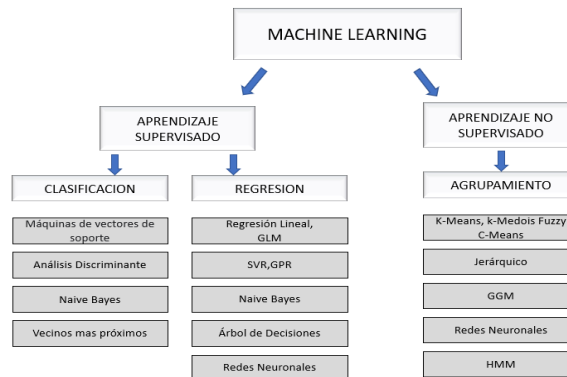 MACHINE LEARNING
APRENDIZAJE
SUPERVISADO
APRENDIZAJE NO
SUPERVISADO
CLASIFICACION
REGRESION
AGRUPAMIENTO
Máquinas de vectores de
soporte
Análisis Discriminante
Naive Bayes
Vecinos mas próximos
Regresión Lineal,
GLM
SVR,GPR
Naive Bayes
Árbol de Decisiones
Redes Neuronales
K-Means, k-Medois Fuzzy
C-Means
Jerárquico
GGM
Redes Neuronales
HMM